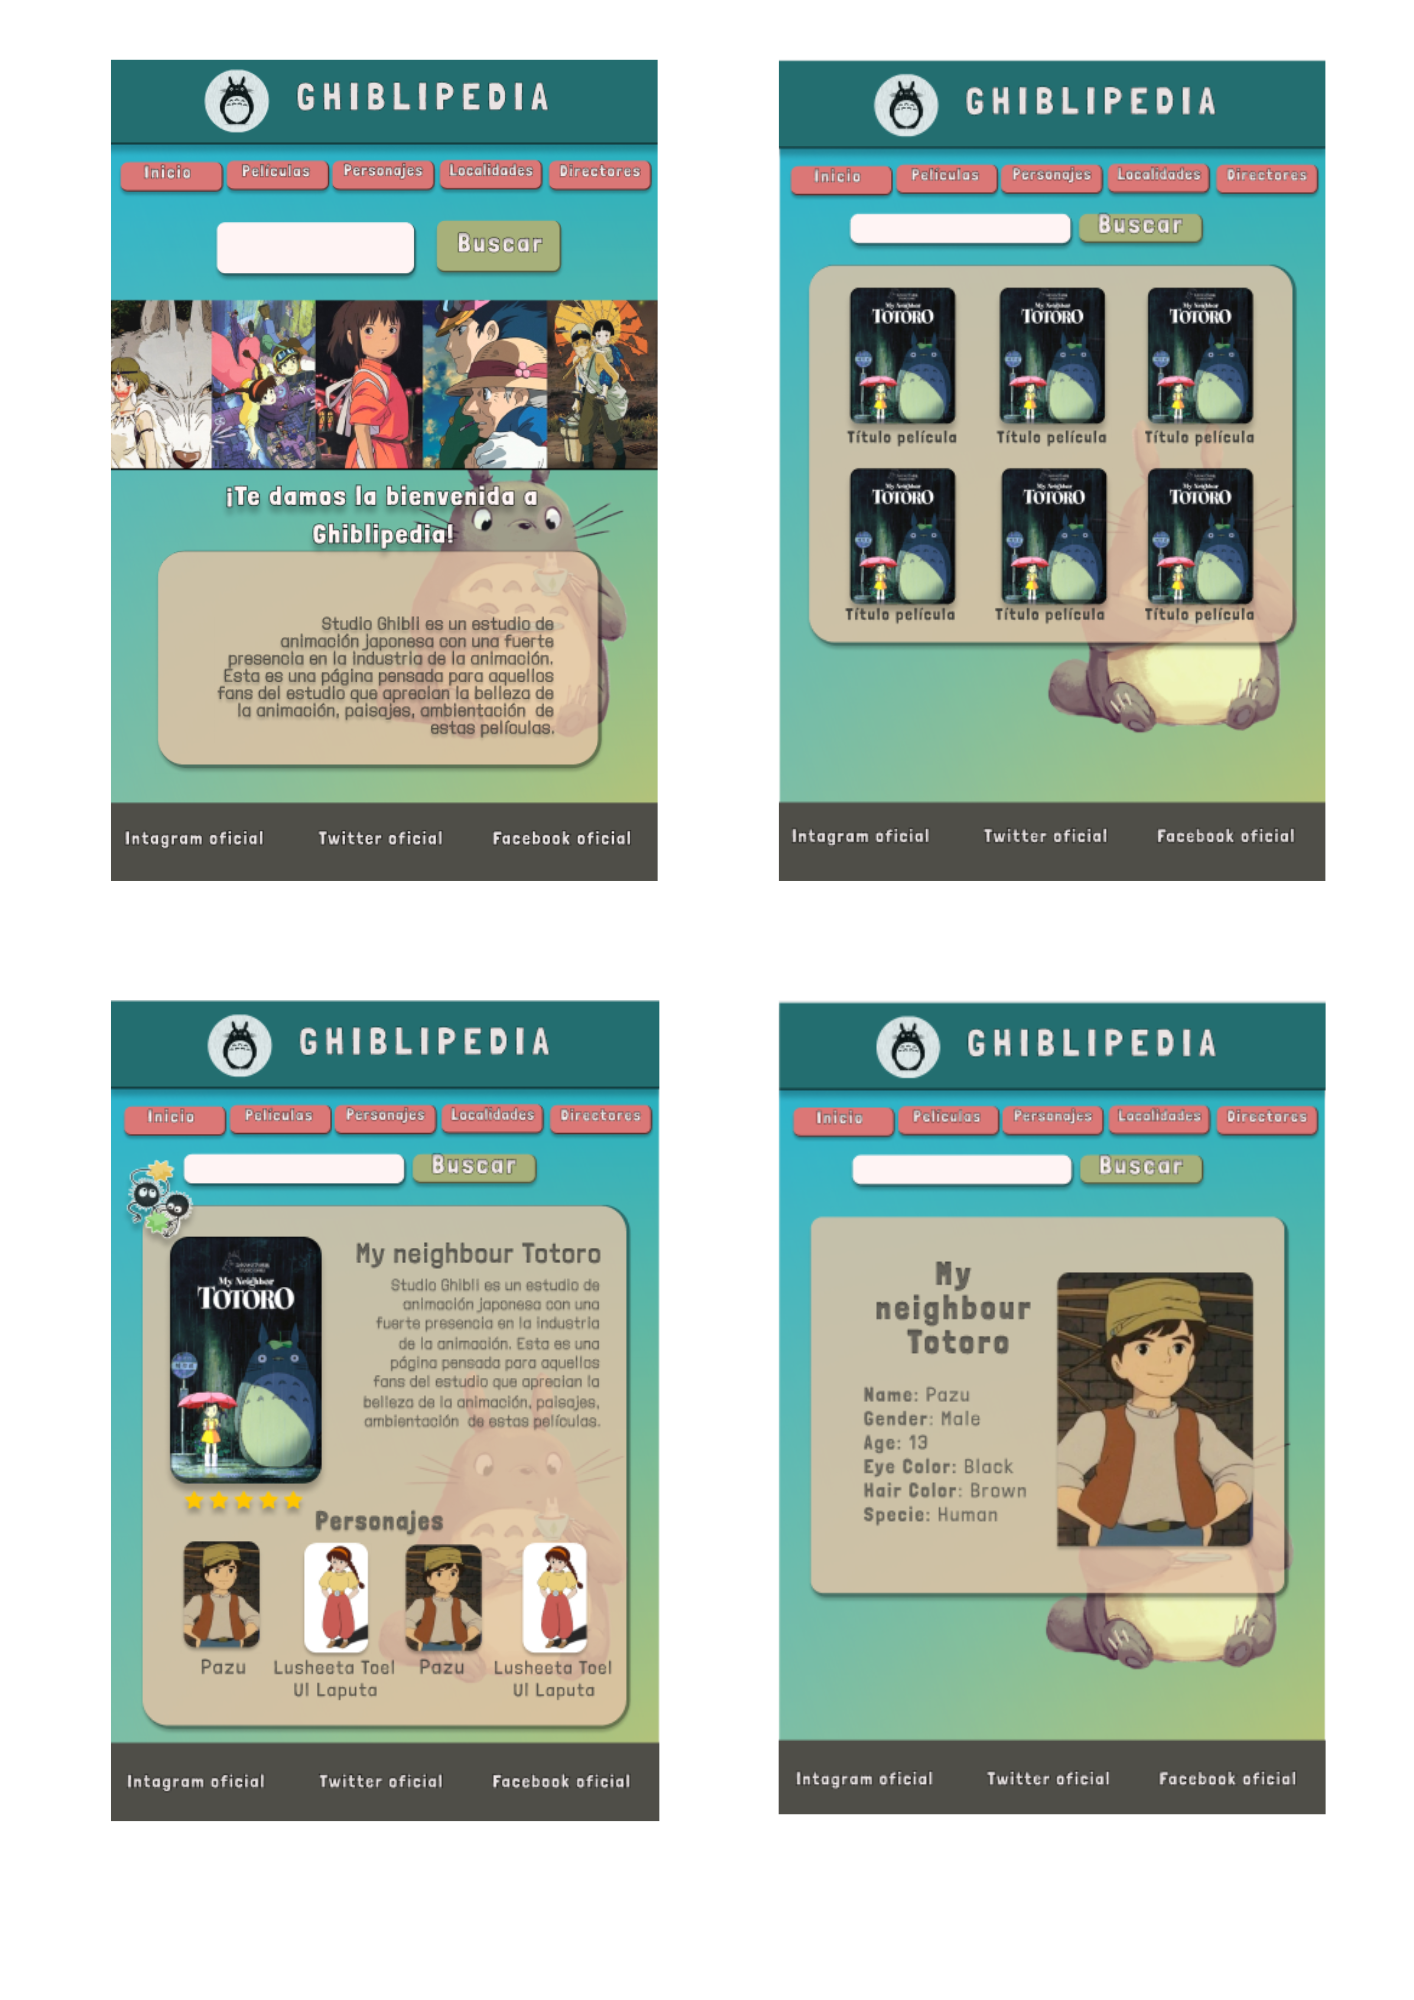 GHIBLIPEDIA
Inicio
Películas
Personajes
Localidades
Directores
Buscar
¡Te damos la bienvenida a
Ghiblipedia!
Studio Ghibli es un estudio de
animación japonesa con una fuerte
presencia en la industria de la animación.
Esta es una página pensada para aquellos
fans del estudio que aprecian la belleza de
la animación, paisajes, ambientación de
estas películas.
Intagram oficial
Twitter oficial
Facebook oficial
GHIBLIPEDIA
Inicio
Películas
Personajes
Localidades
Directores
Buscar
My Neighbor
TOTORO
My Neighbor
TOTORO
My Neighbor
TOTORO
Título película
Título película
Título película
My Neighbor
TOTORO
My Neighbor
TOTORO
My Neighbor
TOTORO
Título película
Título película
Título película
Intagram oficial
Twitter oficial
Facebook oficial
GHIBLIPEDIA
Inicio
Películas
Personajes
Localidades
Directores
Buscar
My Neighbor
TOTORO
My neighbour Totoro
Studio Ghibli es un estudio de
animación japonesa con una
fuerte presencia en la industria
de la animación. Esta es una
página pensada para aquellos
fans del estudio que aprecian la
belleza de la animación, paisajes,
ambientación de estas películas.
Personajes
Pazu
Lusheeta Toel
Ul Laputa
Pazu
Lusheeta Toel
Ul Laputa
Intagram oficial
Twitter oficial
Facebook oficial
GHIBLIPEDIA
Inicio
Películas
Personajes
Localidades
Directores
Buscar
My
neighbour
Totoro
Name: Pazu
Gender: Male
Age: 13
Eye Color: Black
Hair Color: Brown
Specie: Human
Intagram oficial
Twitter oficial
Facebook oficial